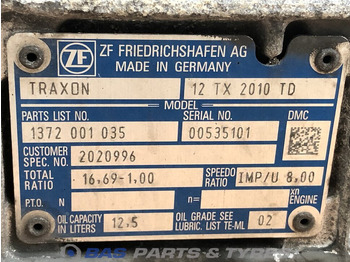 ZF
ZF FRIEDRICHSHAFEN AG
MADE IN GERMANY
TRAXON 12 TX 2010 TD
MODEL
PARTS LIST NO. SERIAL NO. DMC
1372 001 035 00535101
CUSTOMER SPEC. NO. 2020996
TOTAL RATIO 16,69-1,00 SPEEDO RATIO IMP/U 8,00
P.T.O. N n= xn ENGINE
OIL CAPACITY IN LITERS 12,5 OIL GRADE SEE LUBRIC. LIST TE-ML 02
BAS PARTS & TYRES